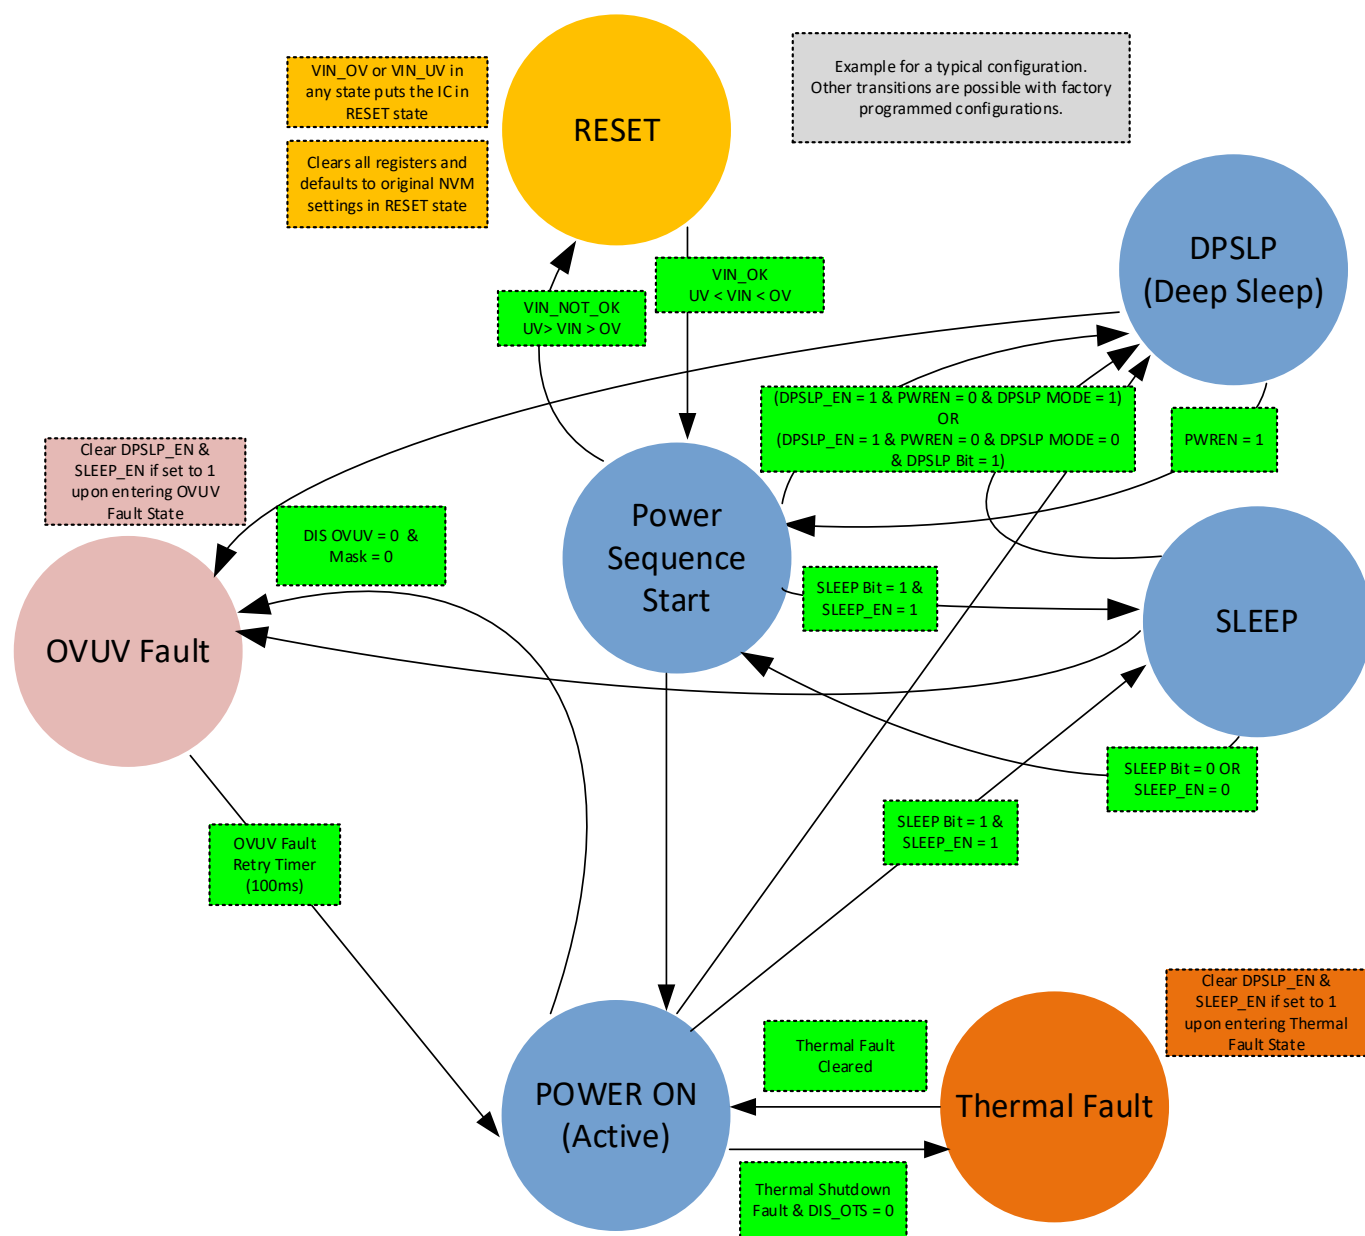 VIN_OV or VIN_UV in
any state puts the IC in
RESET state
Clears all registers and
defaults to original NVM
settings in RESET state
RESET
Example for a typical configuration.
Other transitions are possible with factory
programmed configurations.
DPSLP
(Deep Sleep)
VIN_NOT_OK
UV> VIN > OV
VIN_OK
UV < VIN < OV
(DPSLP_EN = 1 & PWREN = 0 & DPSLP MODE = 1)
OR
(DPSLP_EN = 1 & PWREN = 0 & DPSLP MODE = 0
& DPSLP Bit = 1)
PWREN = 1
Clear DPSLP_EN &
SLEEP_EN if set to 1
upon entering OVUV
Fault State
DIS OVUV = 0 &
Mask = 0
Power
Sequence
Start
SLEEP Bit = 1 &
SLEEP_EN = 1
SLEEP
OVUV Fault
SLEEP Bit = 0 OR
SLEEP_EN = 0
SLEEP Bit = 1 &
SLEEP_EN = 1
OVUV Fault
Retry Timer
(100ms)
Clear DPSLP_EN &
SLEEP_EN if set to 1
upon entering Thermal
Fault State
Thermal Fault
Cleared
POWER ON
(Active)
Thermal Fault
Thermal Shutdown
Fault & DIS_OTS = 0